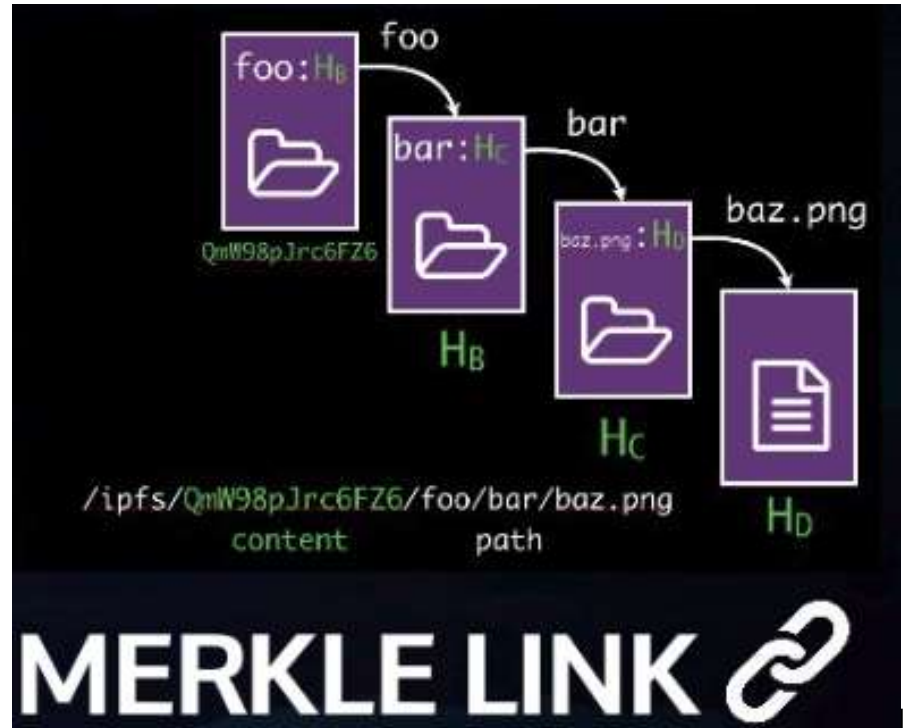 foo
foo:HB
bar
bar:HC
QmW98pJrc6FZ6
baz.png
baz.png:HD
HB
HC
HD
/ipfs/QmW98pJrc6FZ6/foo/bar/baz.png
content path
MERKLE LINK